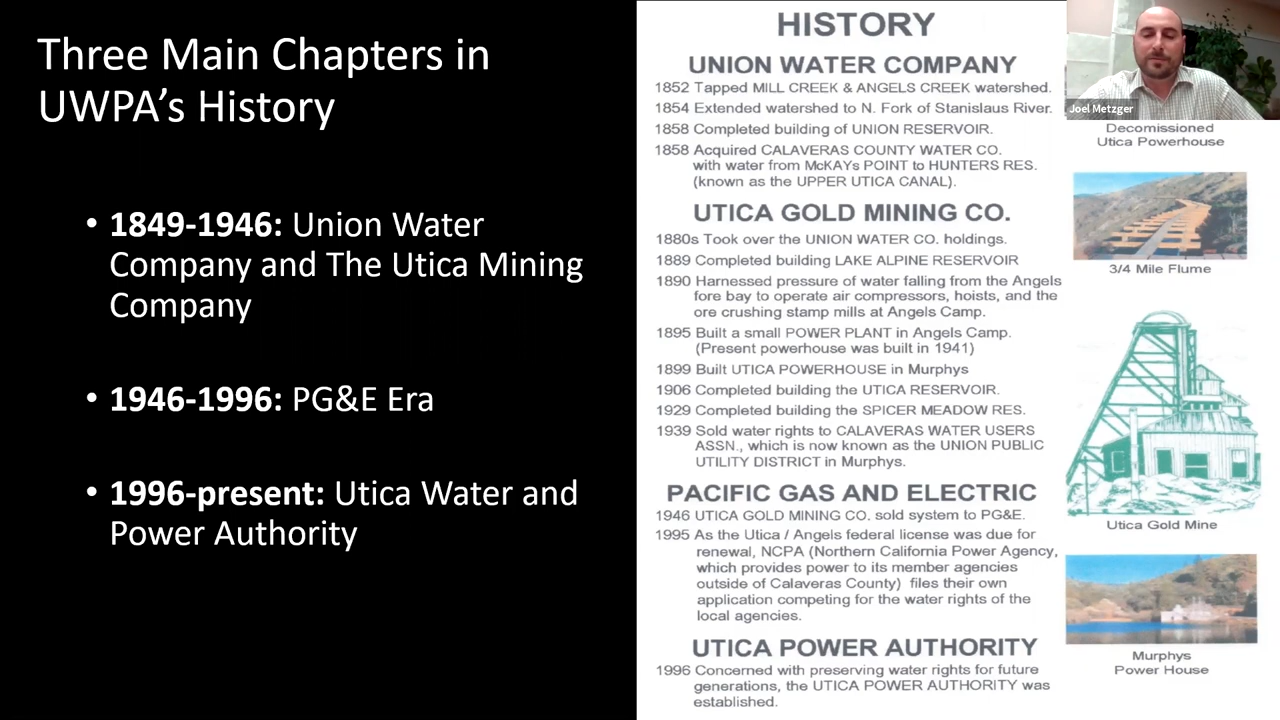 Three Main Chapters in
UWPA's History
• 1849-1946: Union Water
Company and The Utica Mining
Company
• 1946-1996: PG&E Era
• 1996-present: Utica Water and
Power Authority
HISTORY
UNION WATER COMPANY
1852 Tapped MILL CREEK & ANGELS CREEK watershed.
1854 Extended watershed to N. Fork of Stanislaus River.
1858 Completed building of UNION RESERVOIR.
1858 Acquired CALAVERAS COUNTY WATER CO.
with water from McKAYs POINT to HUNTERS RES.
(known as the UPPER UTICA CANAL).
UTICA GOLD MINING CO.
1880s Took over the UNION WATER CO. holdings.
1889 Completed building LAKE ALPINE RESERVOIR
1890 Harnessed pressure of water falling from the Angels
fore bay to operate air compressors, hoists, and the
ore crushing stamp mills at Angels Camp.
1895 Built a small POWER PLANT in Angels Camp.
(Present powerhouse was built in 1941)
1899 Built UTICA POWERHOUSE in Murphys
1906 Completed building the UTICA RESERVOIR.
1929 Completed building the SPICER MEADOW RES.
1939 Sold water rights to CALAVERAS WATER USERS
ASSN., which is now known as the UNION PUBLIC
UTILITY DISTRICT in Murphys.
PACIFIC GAS AND ELECTRIC
1946 UTICA GOLD MINING CO. sold system to PG&E.
1995 As the Utica / Angels federal license was due for
renewal, NCPA (Northern California Power Agency,
which provides power to its member agencies
outside of Calaveras County) files their own
application competing for the water rights of the
local agencies.
UTICA POWER AUTHORITY
1996 Concerned with preserving water rights for future
generations, the UTICA POWER AUTHORITY was
established.
Joel Metzger
Decomissioned
Utica Powerhouse
3/4 Mile Flume
Utica Gold Mine
Murphys
Power House